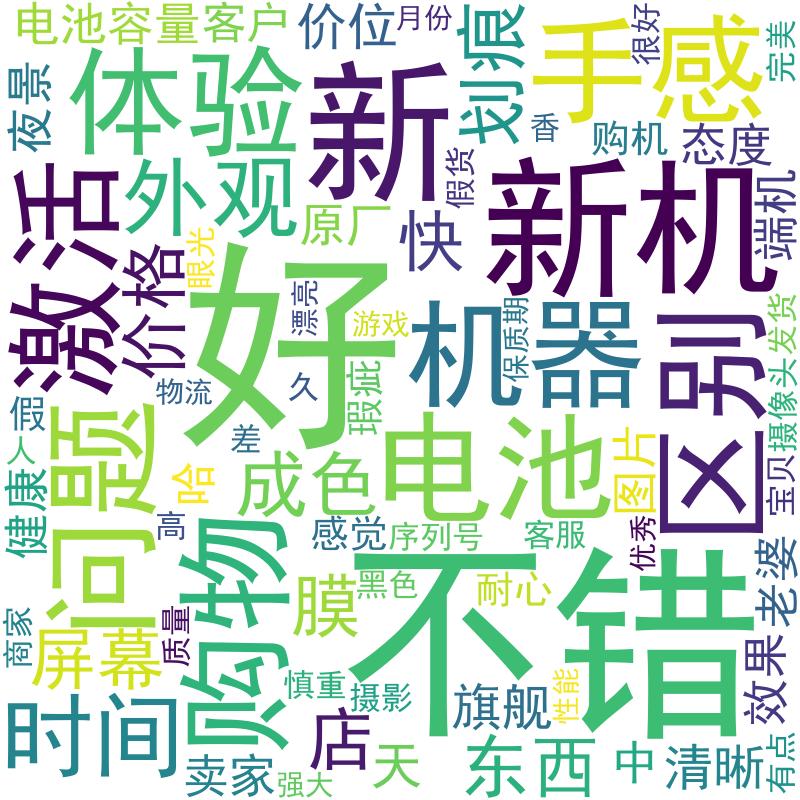 电池容量
客户
价位
月份
划痕
手感
很好
完美
夜景
体验
新
香
购机
态度
激活
外观
原厂
快
假货
新机
端机
价格
眼光
漂亮
游戏
保质期
好
机器
区别
摄像头
发货
物流
久
瑕疵
假
人
问题
差
成色
电池
图片
宝贝
哈
健康
高
感觉
序列号
客服
优秀
购物
膜
黑色
不错
耐心
老婆
商家
屏幕
质量
效果
慎重
摄影
旗舰
性能
时间
卖家
店
天
强大
东西
中
清晰
有点